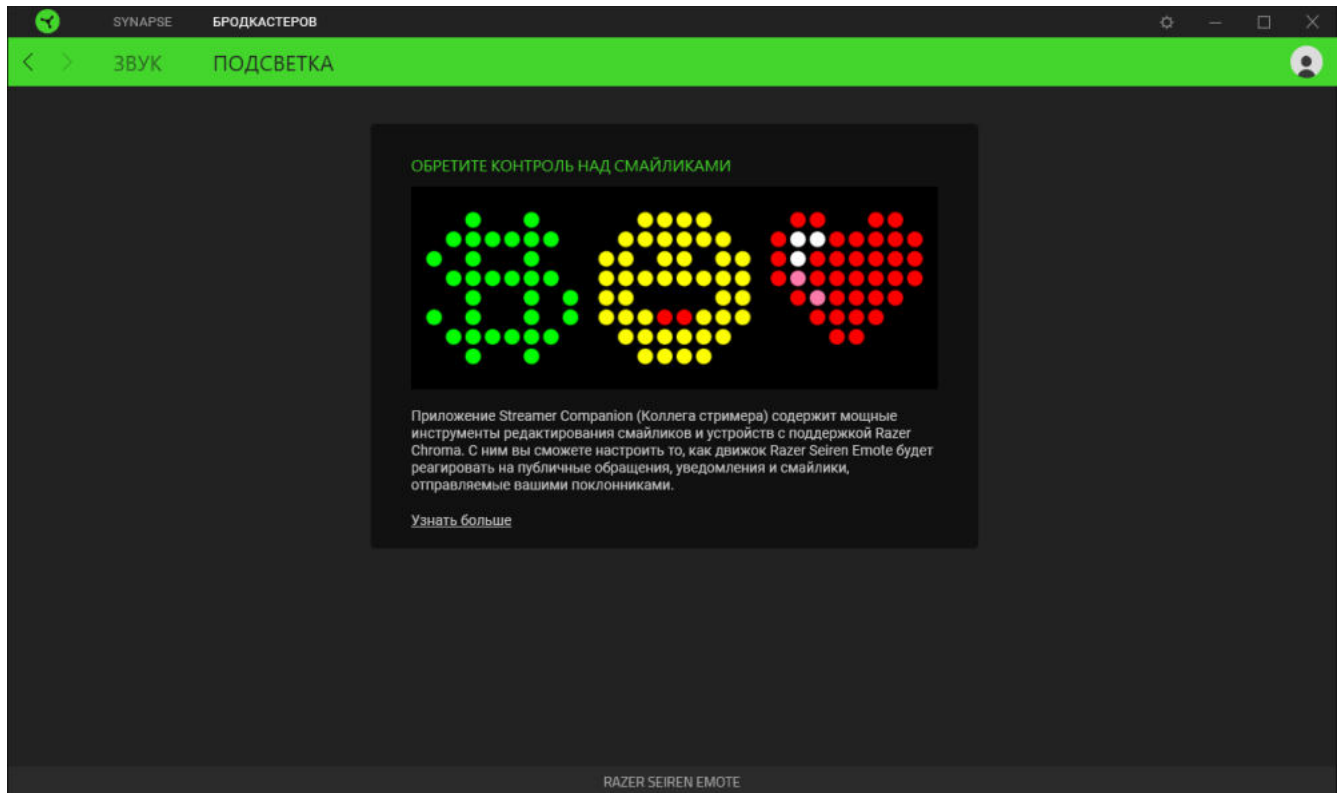 SYNAPSE БРОДКАСТЕРОВ
ЗВУК ПОДСВЕТКА
ОБРЕТИТЕ КОНТРОЛЬ НАД СМАЙЛИКАМИ
Приложение Streamer Companion (Коллега стримера) содержит мощные
инструменты редактирования смайликов и устройств с поддержкой Razer
Chroma. С ним вы сможете настроить то, как движок Razer Seiren Emote будет
реагировать на публичные обращения, уведомления и смайлики,
отправляемые вашими поклонниками.
Узнать больше
RAZER SEIREN EMOTE